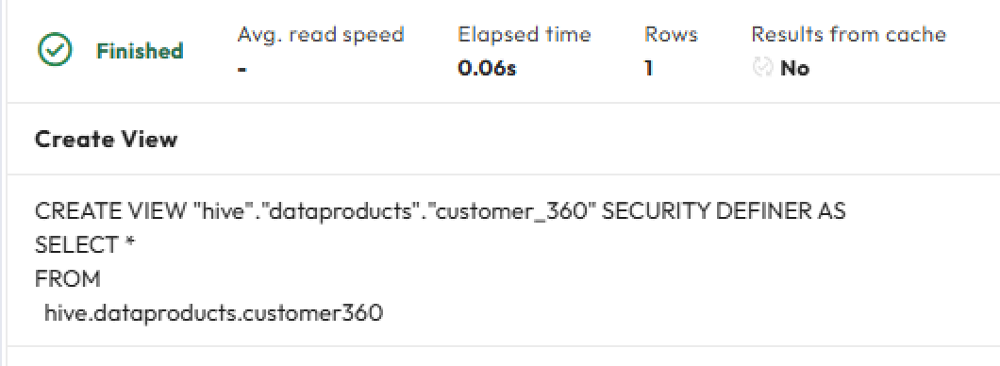 Finished
Avg. read speed
-
Elapsed time
0.06s
Rows
1
Results from cache
No
Create View
CREATE VIEW "hive"."dataproducts"."customer_360" SECURITY DEFINER AS
SELECT *
FROM
hive.dataproducts.customer360